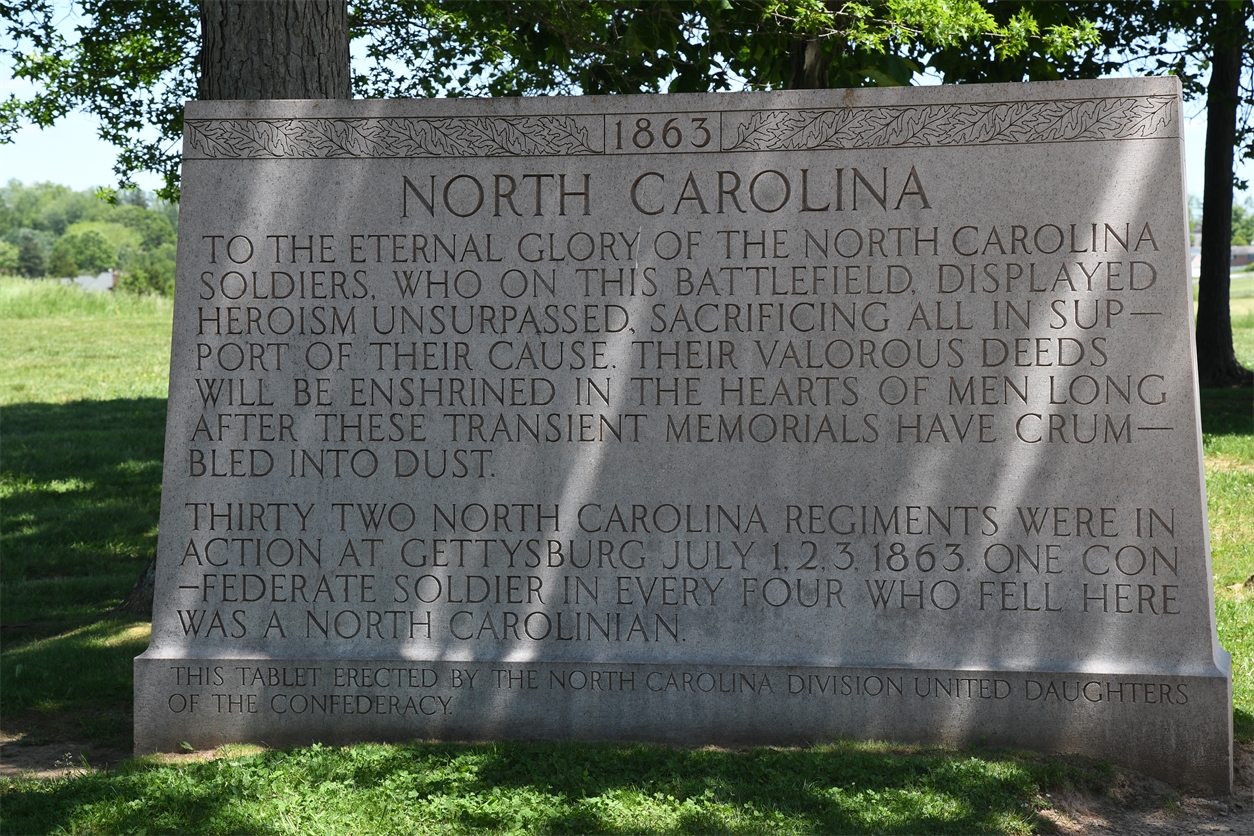 1863
NORTH CAROLINA
TO THE ETERNAL GLORY OF THE NORTH CAROLINA
SOLDIERS, WHO ON THIS BATTLEFIELD, DISPLAYED
HEROISM UNSURPASSED, SACRIFICING ALL IN SUP—
PORT OF THEIR CAUSE. THEIR VALOROUS DEEDS
WILL BE ENSHRINED IN THE HEARTS OF MEN LONG
AFTER THESE TRANSIENT MEMORIALS HAVE CRUM—
BLED INTO DUST.
THIRTY TWO NORTH CAROLINA REGIMENTS WERE IN
ACTION AT GETTYSBURG JULY 1, 2, 3, 1863. ONE CON
–FEDERATE SOLDIER IN EVERY FOUR WHO FELL HERE
WAS A NORTH CAROLINIAN.
THIS TABLET ERECTED BY THE NORTH CAROLINA DIVISION UNITED DAUGHTERS
OF THE CONFEDERACY.